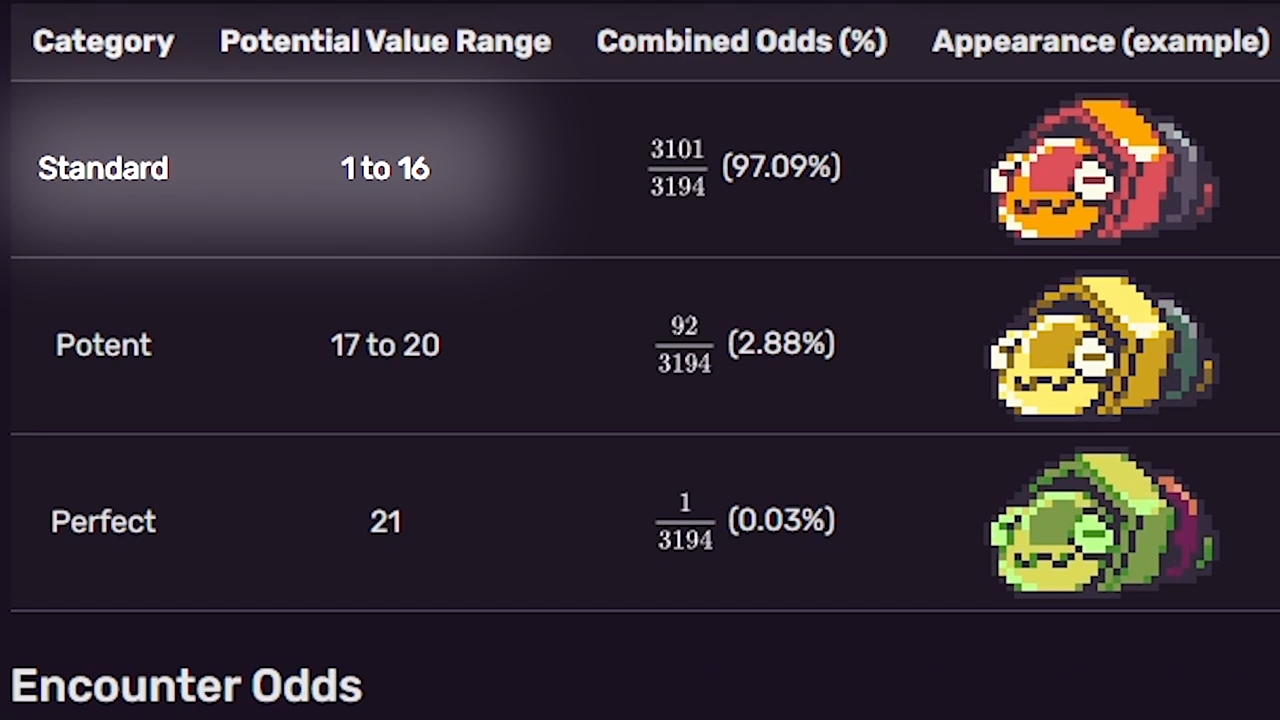 Category Potential Value Range Combined Odds (%) Appearance (example)
Standard 1 to 16 3101/3194 (97.09%)
Potent 17 to 20 92/3194 (2.88%)
Perfect 21 1/3194 (0.03%)
Encounter Odds